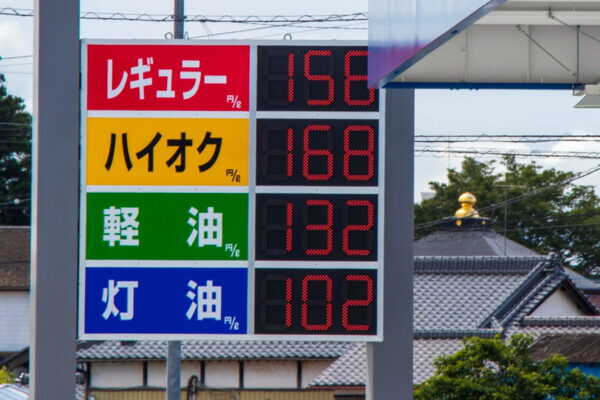 レギュラー 円/ℓ 156
ハイオク 円/ℓ 168
軽油 円/ℓ 132
灯油 円/ℓ 102